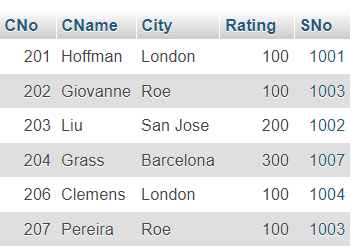 CNo CName City Rating SNo
201 Hoffman London 100 1001
202 Giovanne Roe 100 1003
203 Liu San Jose 200 1002
204 Grass Barcelona 300 1007
206 Clemens London 100 1004
207 Pereira Roe 100 1003